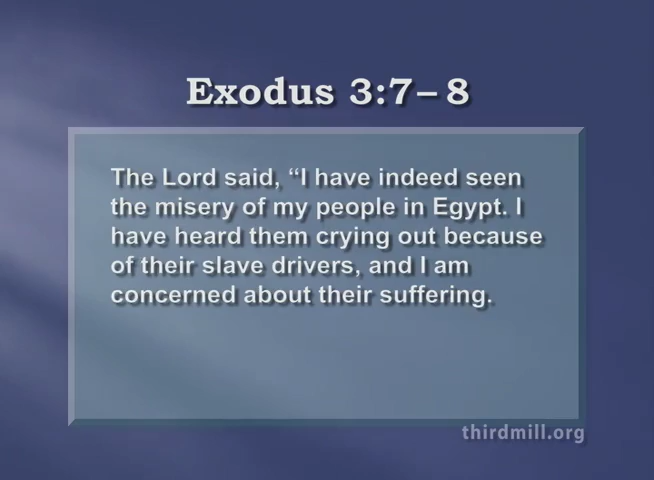 Exodus 3:7–8
The Lord said, “I have indeed seen
the misery of my people in Egypt. I
have heard them crying out because
of their slave drivers, and I am
concerned about their suffering.
thirdmill.org